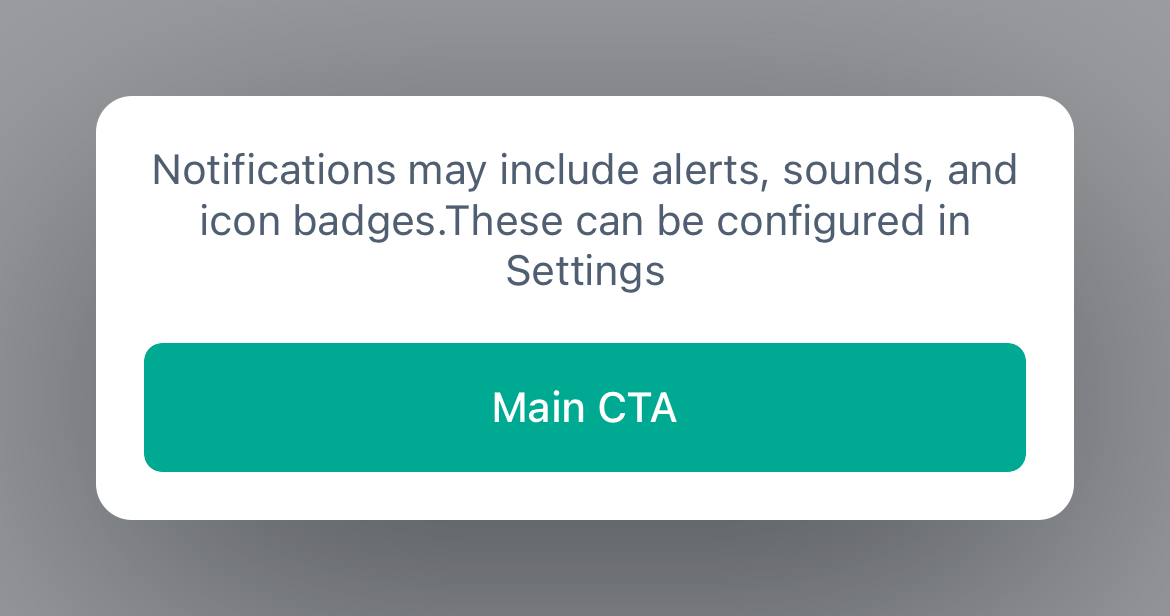 Notifications may include alerts, sounds, and
icon badges.These can be configured in
Settings
Main CTA